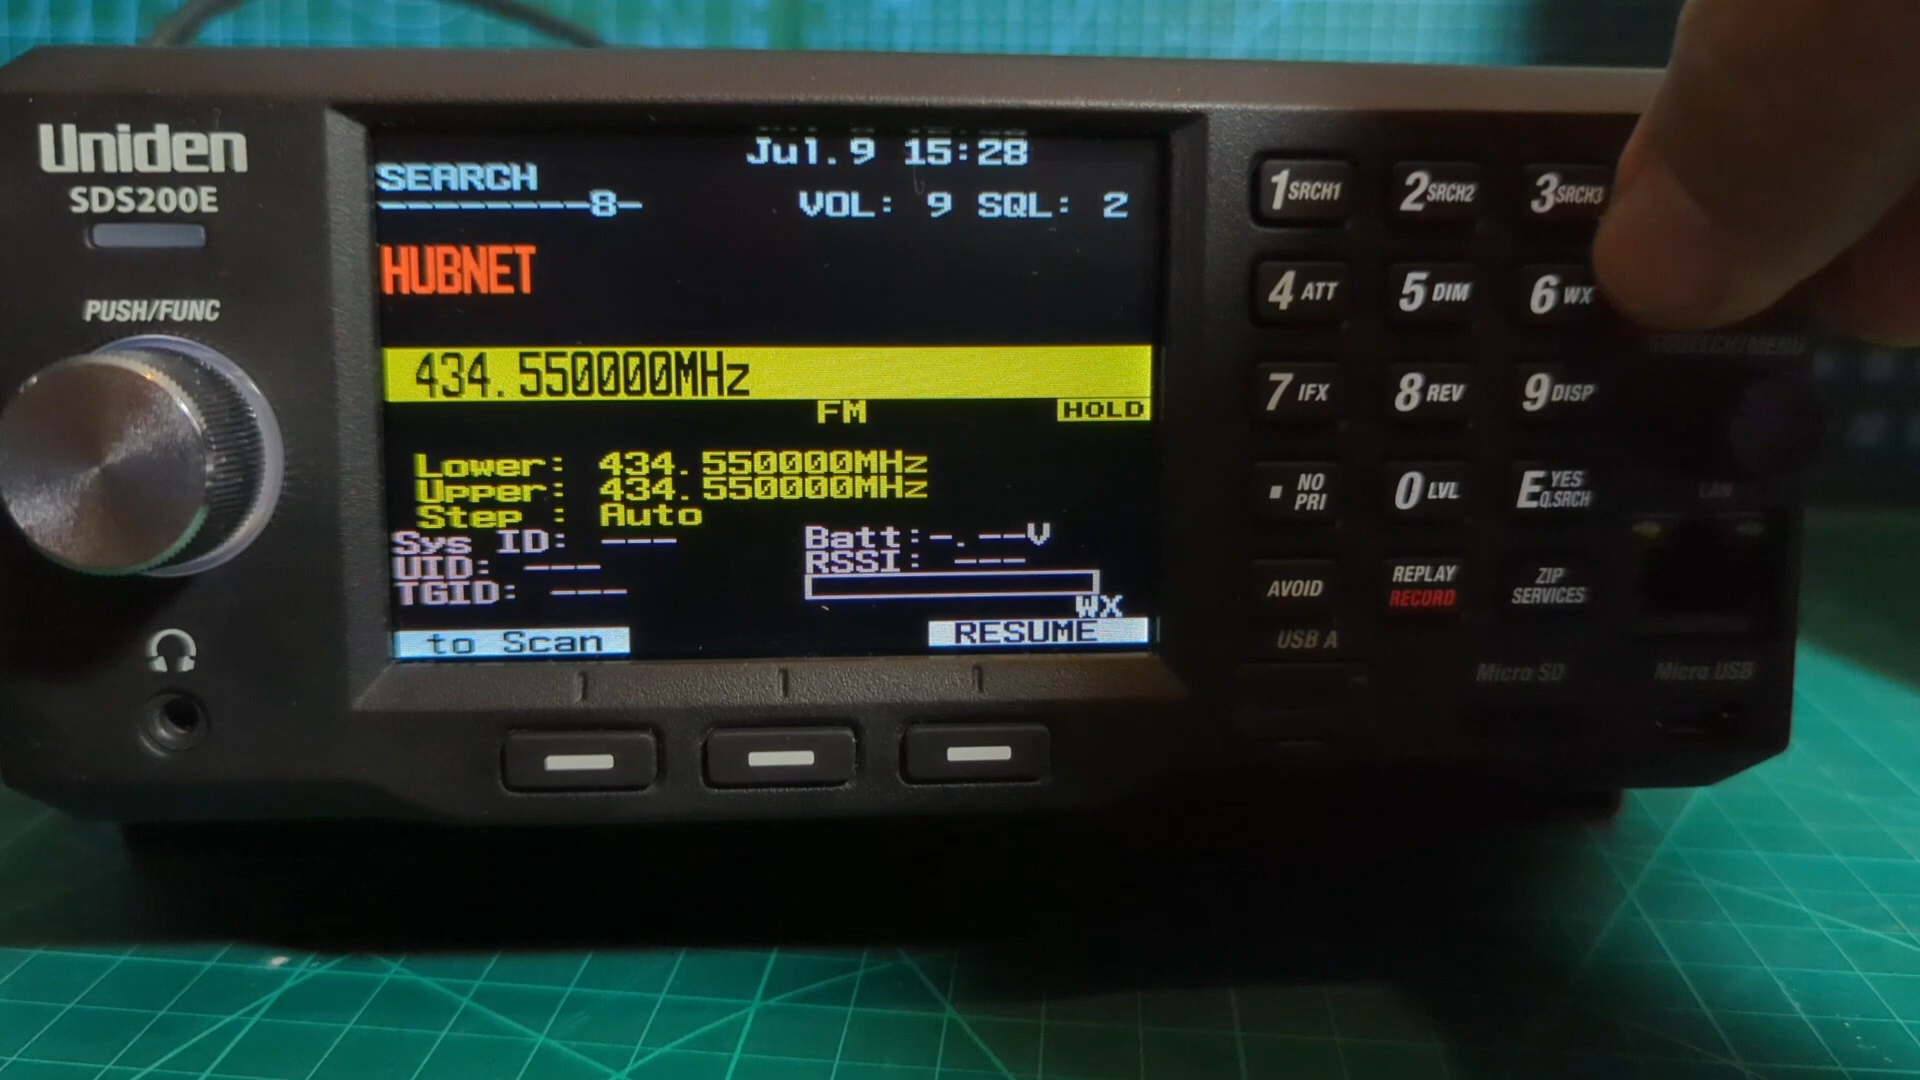 Uniden
SDS200E
PUSH/FUNC
Jul.9 15:28
SEARCH
--------8-
VOL: 9 SQL: 2
HUBNET
434.550000MHz
FM
HOLD
Lower: 434.550000MHz
Upper: 434.550000MHz
Step : Auto
Sys ID: ---
UID: ---
TGID: ---
Batt:-.--V
RSSI: ---
WX
to Scan
RESUME
1 SRCH1
2 SRCH2
3 SRCH3
4 ATT
5 DIM
6 WX
7 IFX
8 REV
9 DISP
. NO PRI
0 LVL
E YES Q.SRCH
AVOID
REPLAY
RECORD
ZIP
SERVICES
SQUELCH/MENU
LAN
USB A
Micro SD
Micro USB